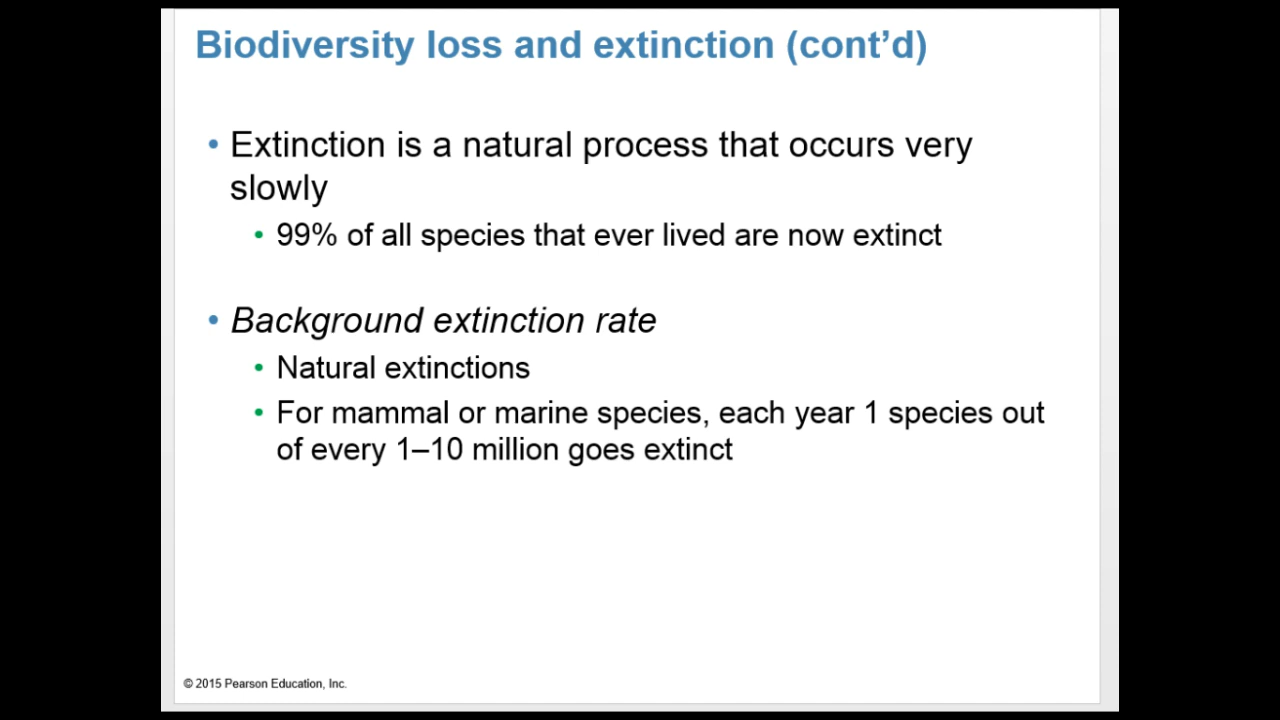 Biodiversity loss and extinction (cont’d)
• Extinction is a natural process that occurs very
slowly
• 99% of all species that ever lived are now extinct
• Background extinction rate
• Natural extinctions
• For mammal or marine species, each year 1 species out
of every 1–10 million goes extinct
© 2015 Pearson Education, Inc.